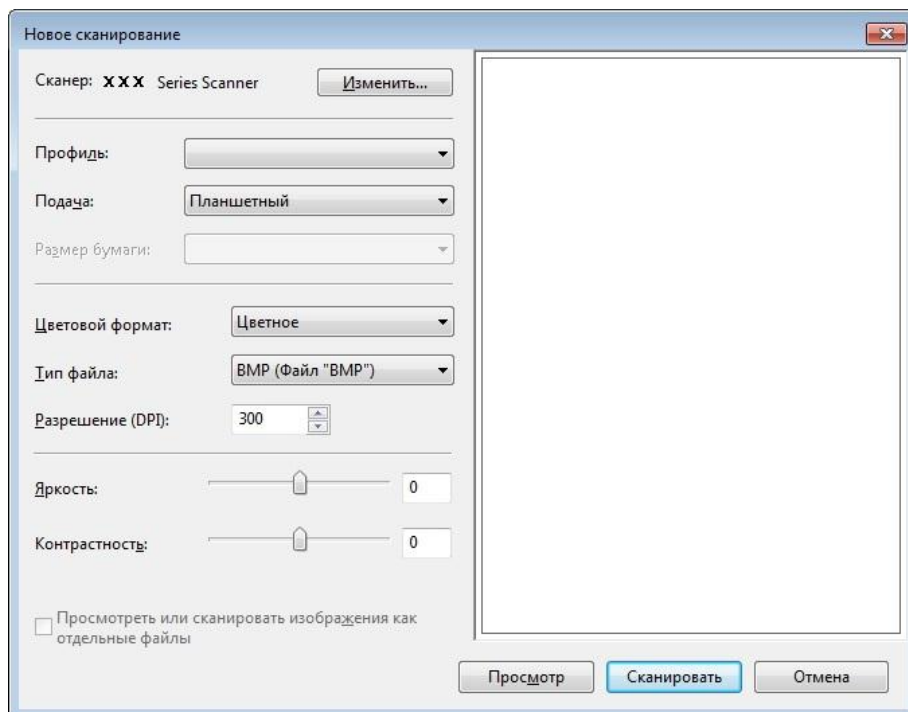 Новое сканирование
Сканер: XXX Series Scanner Изменить...
Профиль:
Подача: Планшетный
Размер бумаги:
Цветовой формат: Цветное
Тип файла: BMP (Файл "BMP")
Разрешение (DPI): 300
Яркость: 0
Контрастность: 0
Просмотреть или сканировать изображения как
отдельные файлы
Просмотр Сканировать Отмена